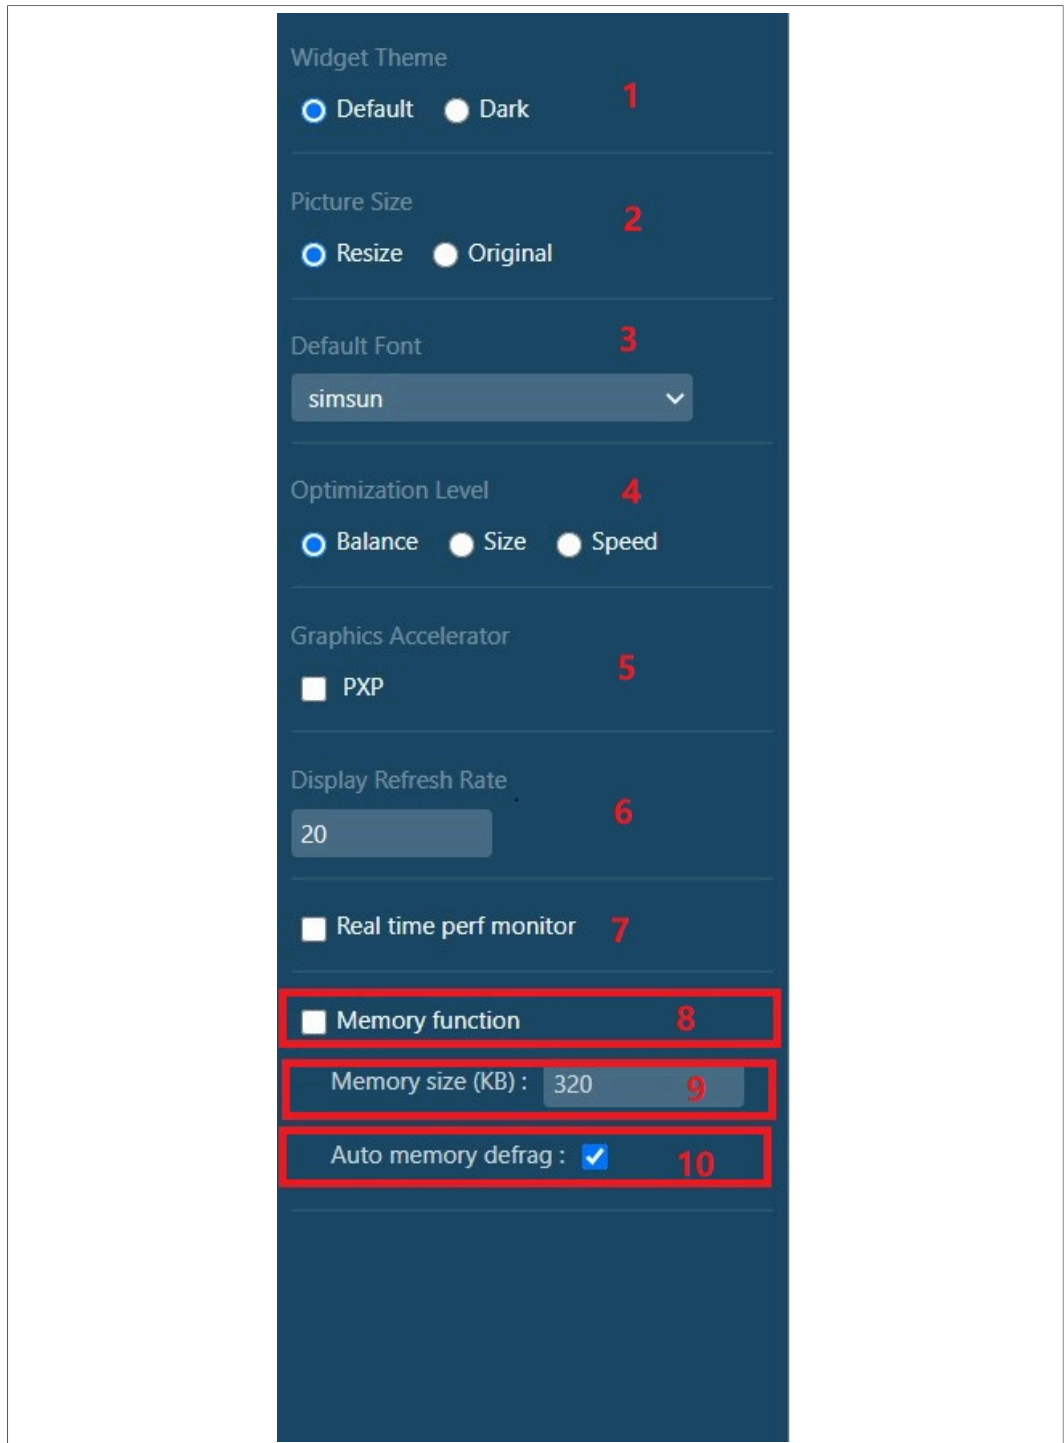 Widget Theme
1
Default Dark
Picture Size
2
Resize Original
Default Font 3
simsun
Optimization Level 4
Balance Size Speed
Graphics Accelerator
5
PXP
Display Refresh Rate
6
20
Real time perf monitor 7
Memory function 8
Memory size (KB) : 320 9
Auto memory defrag : 10